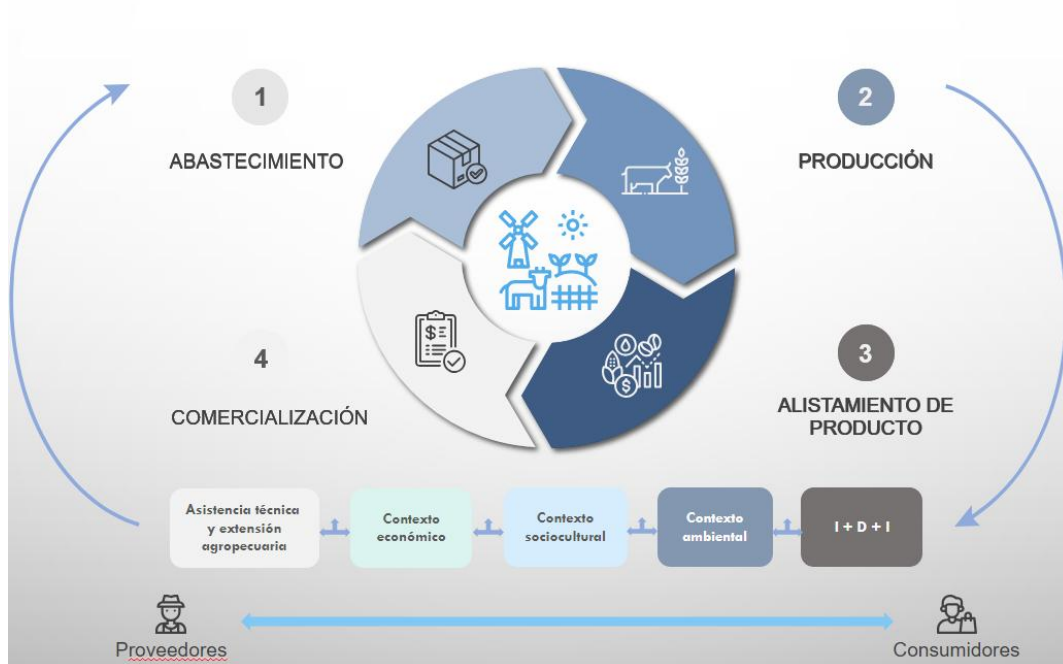 1
ABASTECIMIENTO
2
PRODUCCIÓN
3
ALISTAMIENTO DE
PRODUCTO
4
COMERCIALIZACIÓN
$
$
Asistencia técnica
y extensión
agropecuaria
Contexto
económico
Contexto
sociocultural
Contexto
ambiental
I + D + I
Proveedores
Consumidores